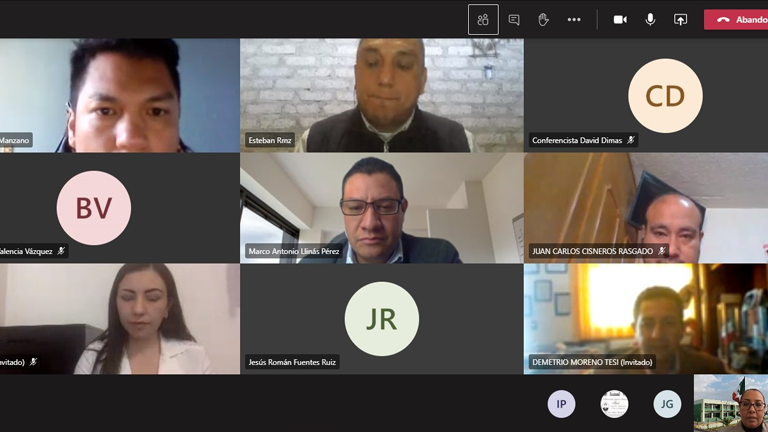 Abando
Manzano
Esteban Rmz
CD
Conferencista David Dimas
BV
alencia Vázquez
Marco Antonio Llinás Pérez
JUAN CARLOS CISNEROS RASGADO
nvitado)
JR
Jesús Román Fuentes Ruiz
DEMETRIO MORENO TESI (Invitado)
IP
JG